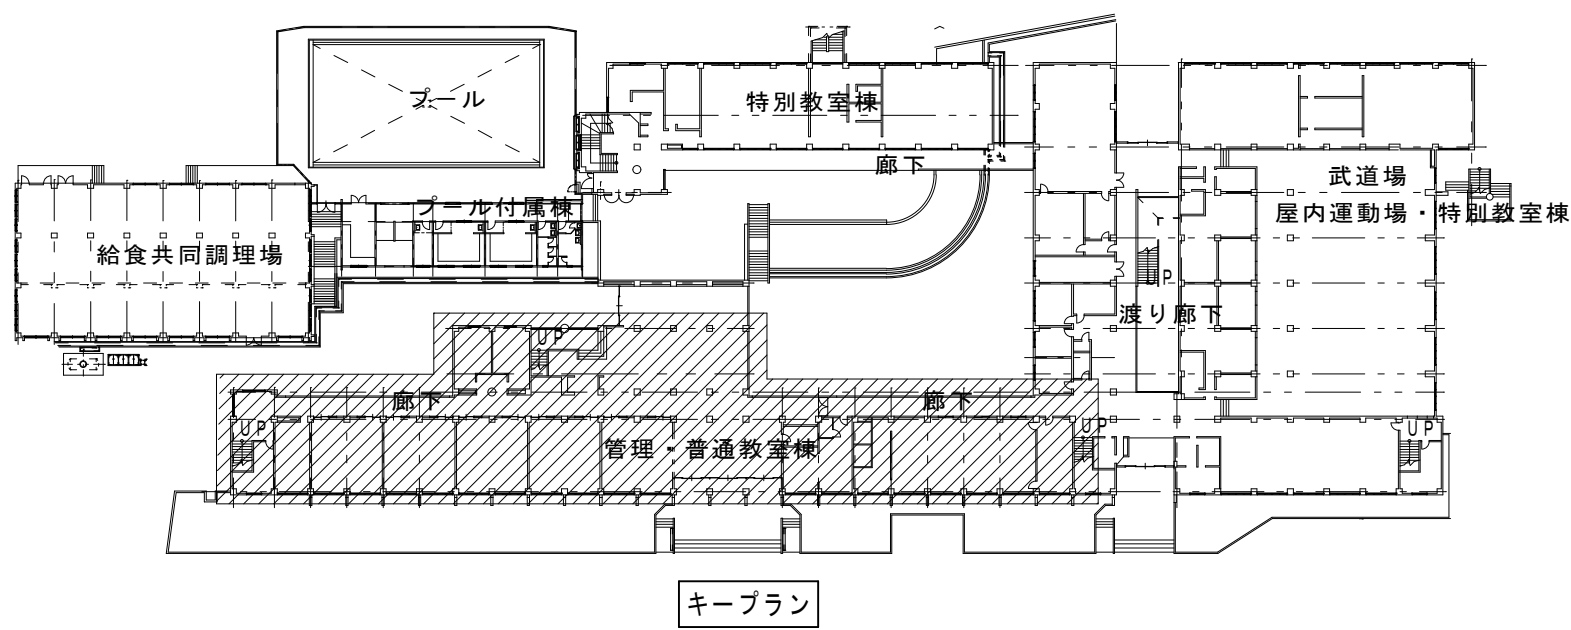 プール
特別教室棟
廊下
武道場
プール付属棟
屋内運動場・特別教室棟
給食共同調理場
UP
渡り廊下
UP
廊下
廊下
UP
UP
UP
管理・普通教室棟
キープラン